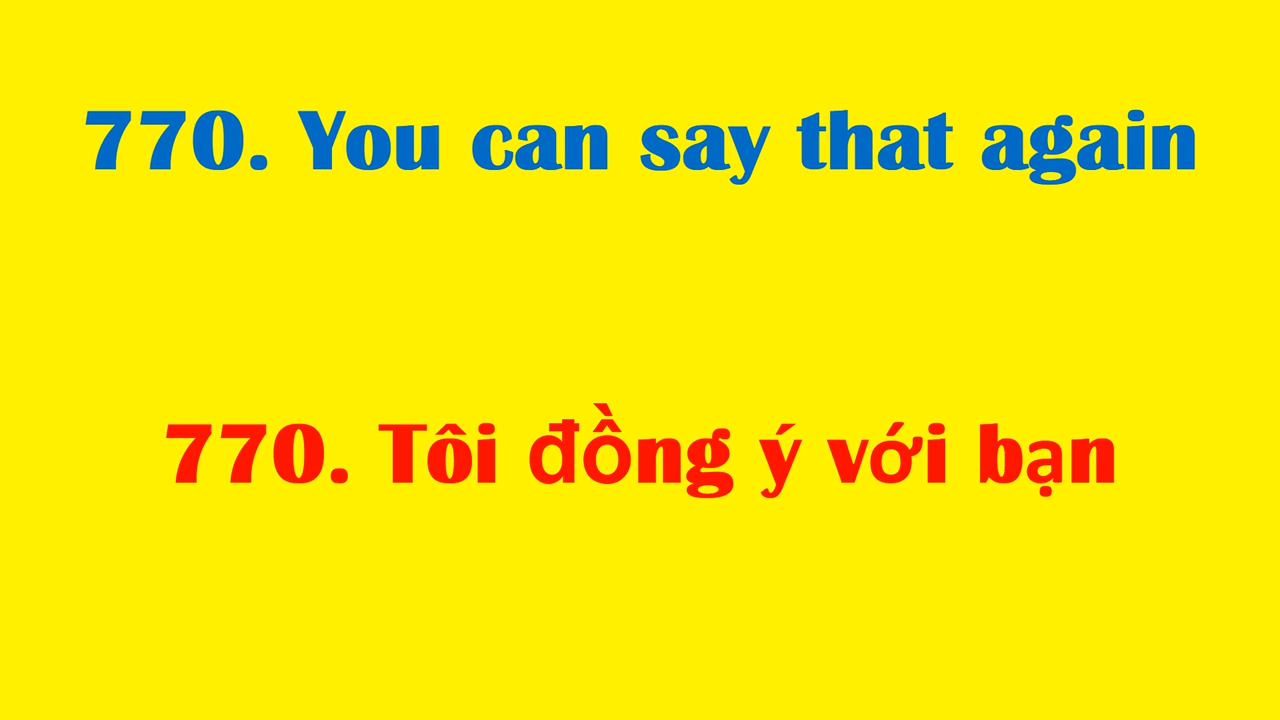 770. You can say that again
770. Tôi đồng ý với bạn